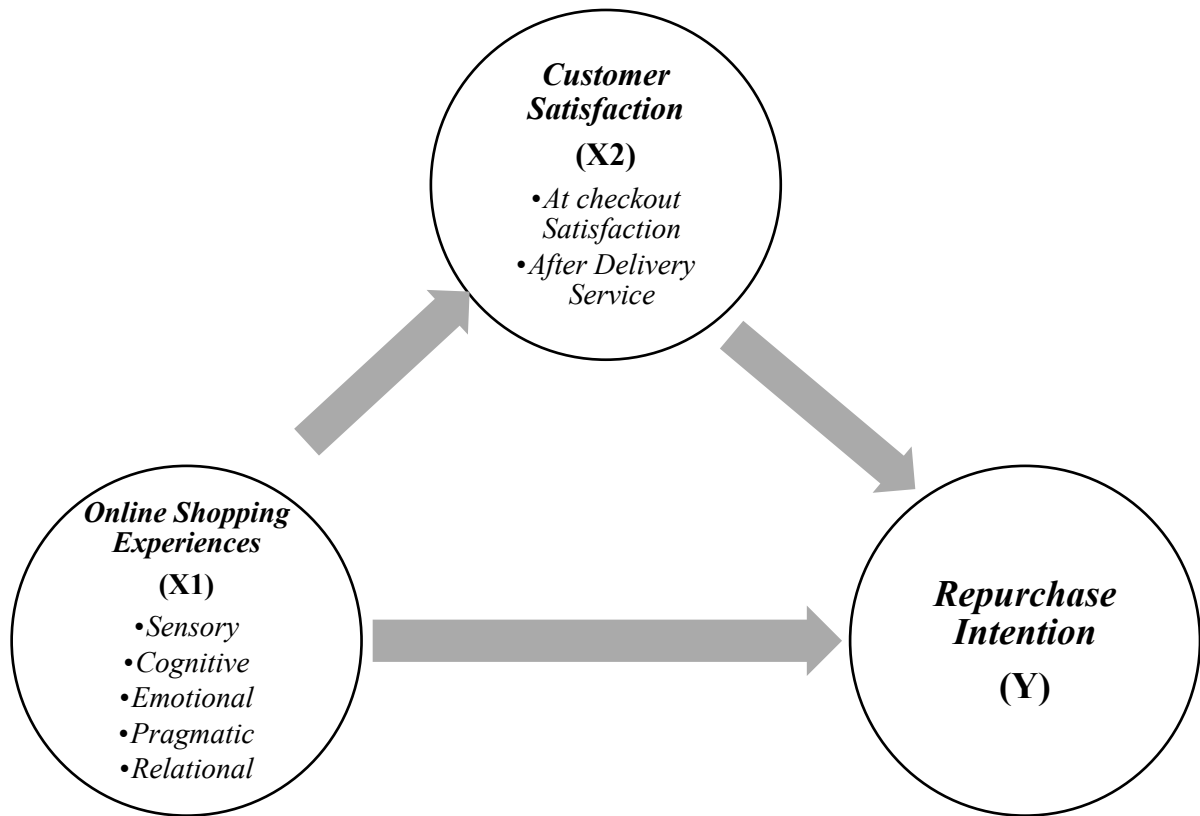 Customer
Satisfaction
(X2)
•At checkout
Satisfaction
•After Delivery
Service
Online Shopping
Experiences
(X1)
•Sensory
•Cognitive
•Emotional
•Pragmatic
•Relational
Repurchase
Intention
(Y)